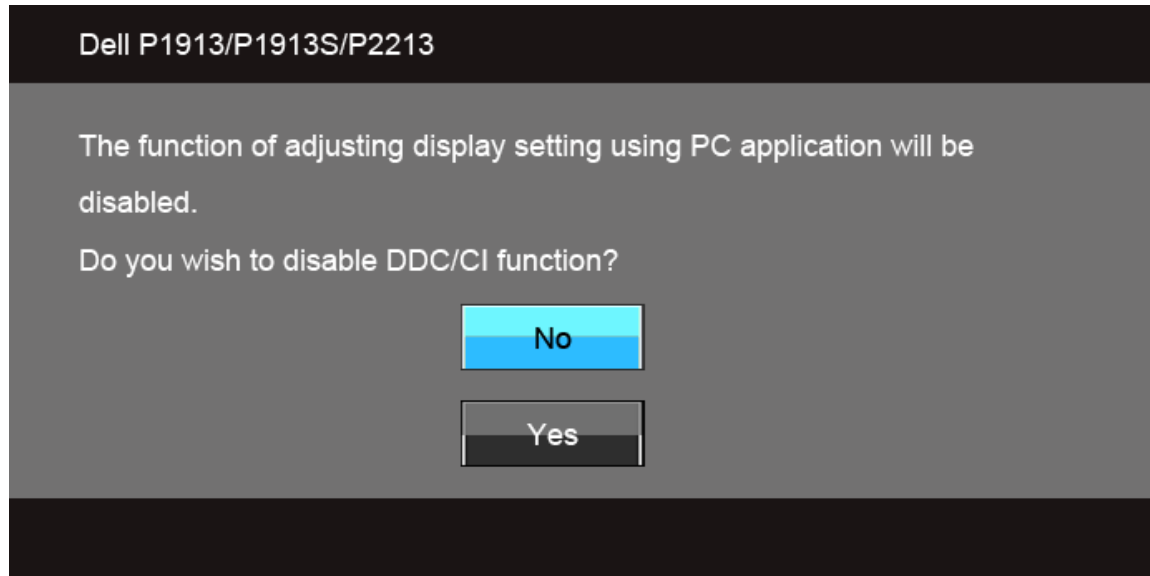 Dell P1913/P1913S/P2213
The function of adjusting display setting using PC application will be
disabled.
Do you wish to disable DDC/CI function?
No
Yes